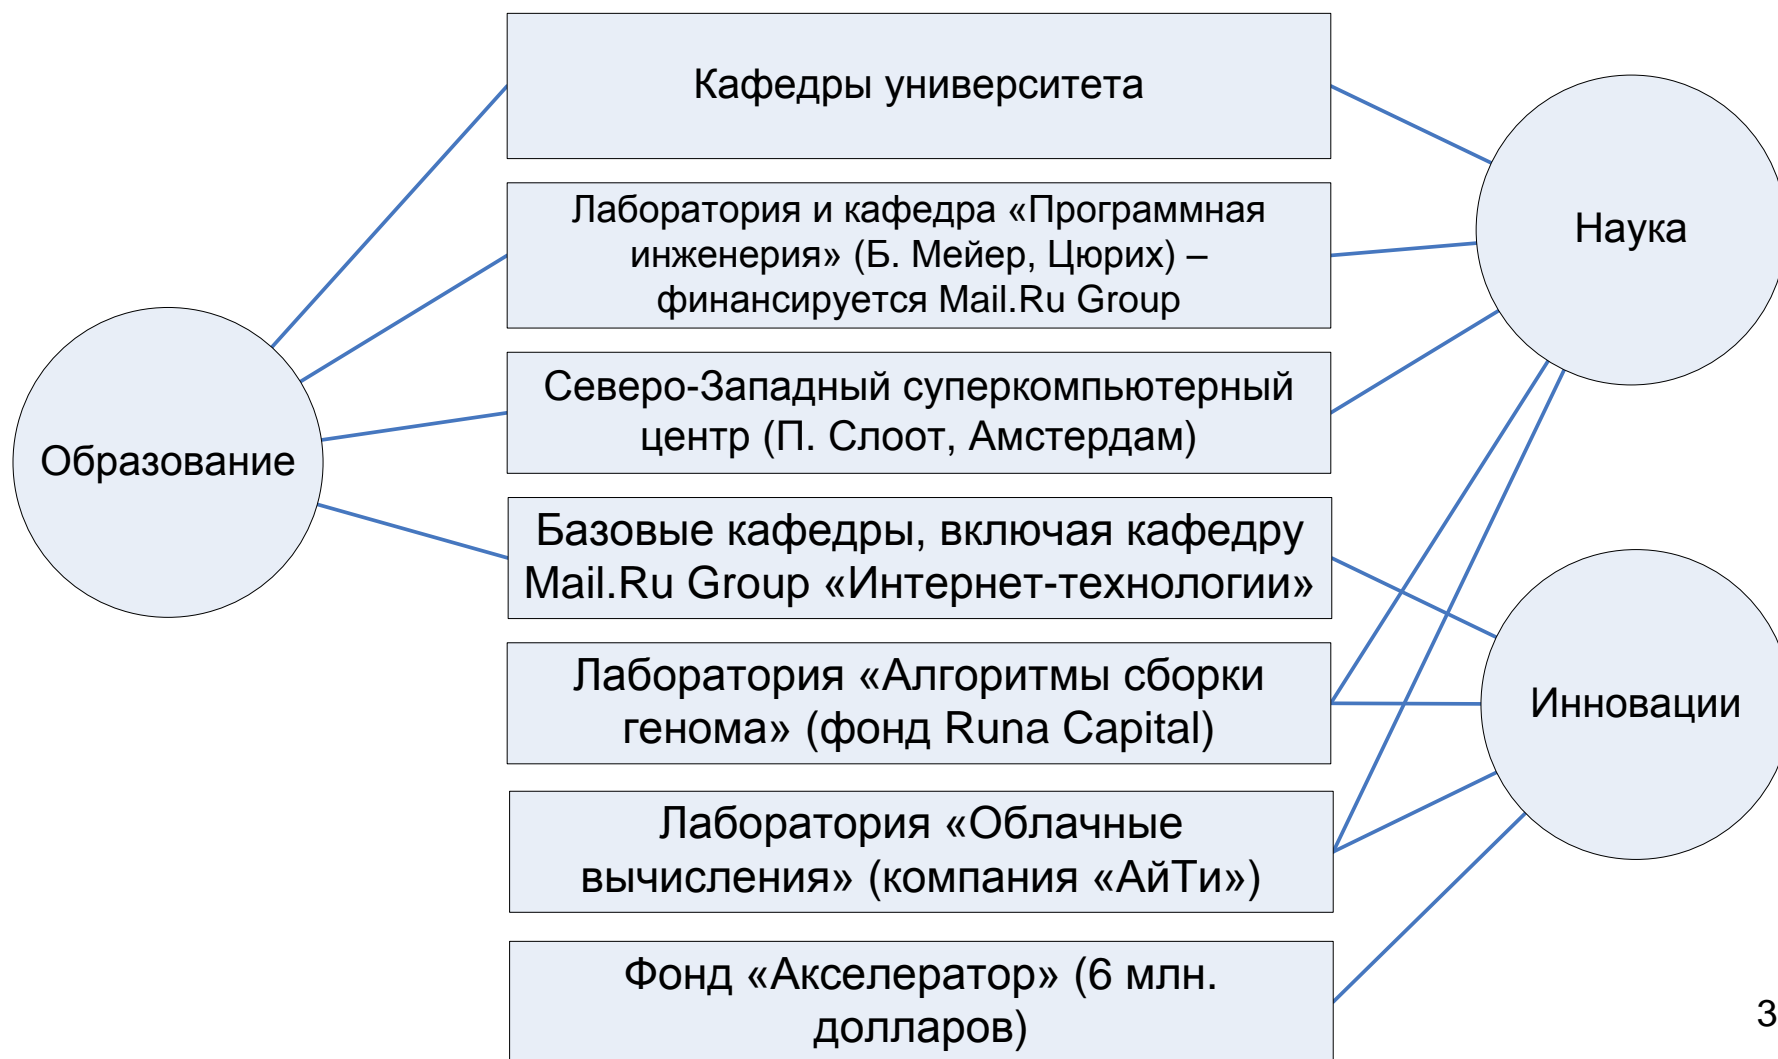 Кафедры университета
Лаборатория и кафедра «Программная
инженерия» (Б. Мейер, Цюрих) –
финансируется Mail.Ru Group
Наука
Северо-Западный суперкомпьютерный
центр (П. Слоот, Амстердам)
Образование
Базовые кафедры, включая кафедру
Mail.Ru Group «Интернет-технологии»
Лаборатория «Алгоритмы сборки
генома» (фонд Runa Capital)
Инновации
Лаборатория «Облачные
вычисления» (компания «АйТи»)
Фонд «Акселератор» (6 млн.
долларов)
3